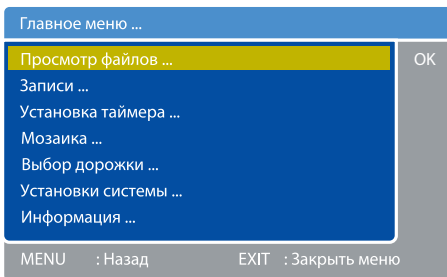 Главное меню ...
Просмотр файлов ... OK
Записи ...
Установка таймера ...
Мозаика ...
Выбор дорожки ...
Установки системы ...
Информация ...
MENU : Назад EXIT : Закрыть меню